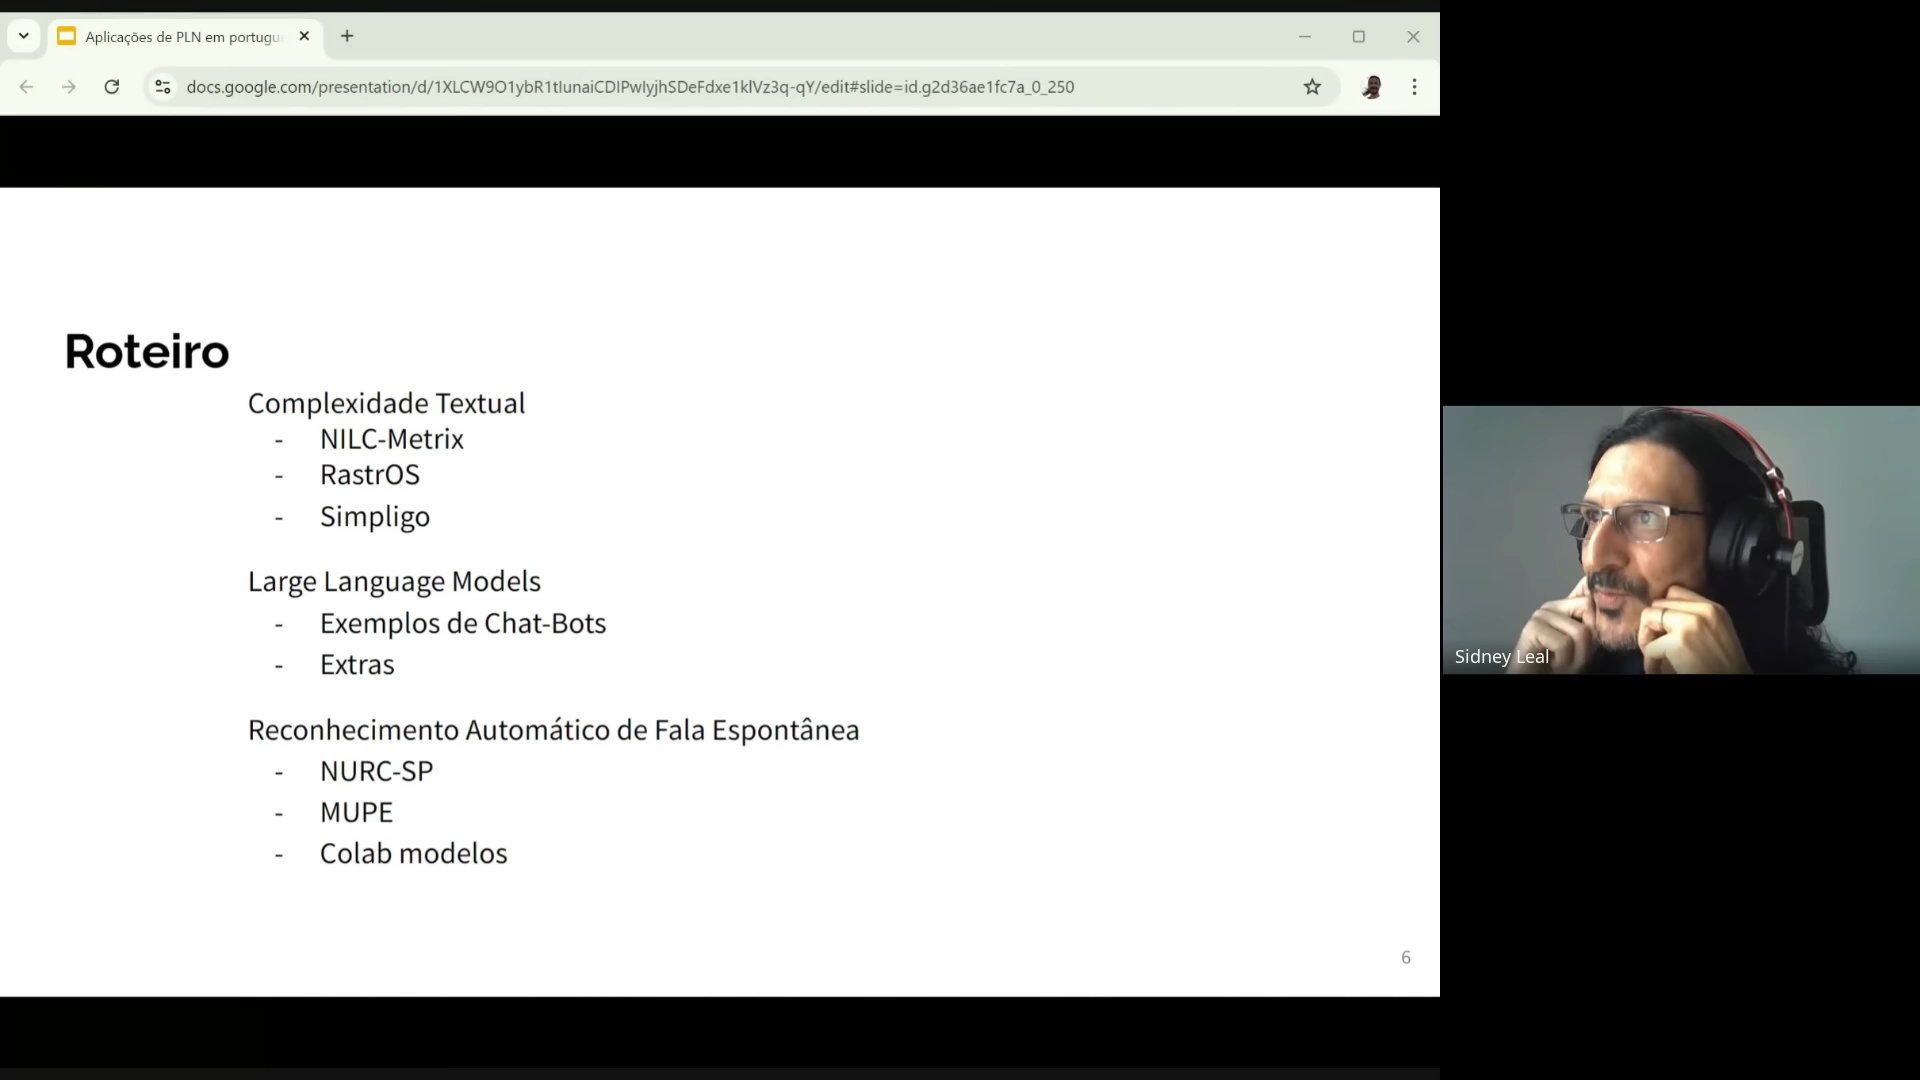 Aplicações de PLN em portugu
docs.google.com/presentation/d/1XLCW9O1ybR1tIunaiCDIPwIyjhSDeFdxe1klVz3q-qY/edit#slide=id.g2d36ae1fc7a_0_250
Roteiro
Complexidade Textual
- NILC-Metrix
- RastrOS
- Simpligo
Large Language Models
- Exemplos de Chat-Bots
- Extras
Reconhecimento Automático de Fala Espontânea
- NURC-SP
- MUPE
- Colab modelos
6
Sidney Leal